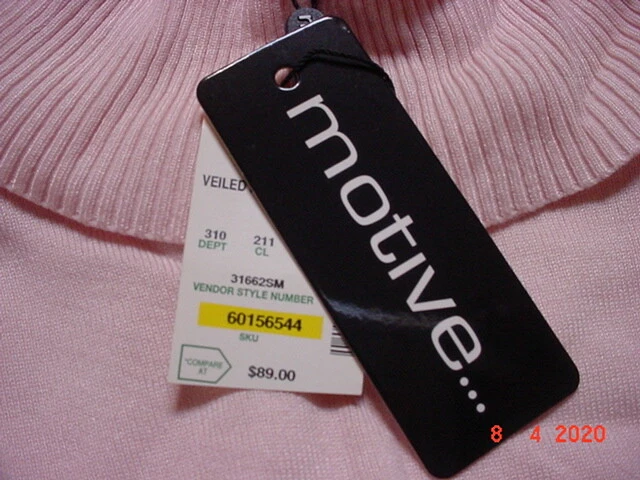 motive...
VEILED
310 211
DEPT CL
31662SM
VENDOR STYLE NUMBER
60156544
SKU
*COMPARE
AT
$89.00
8 4 2020